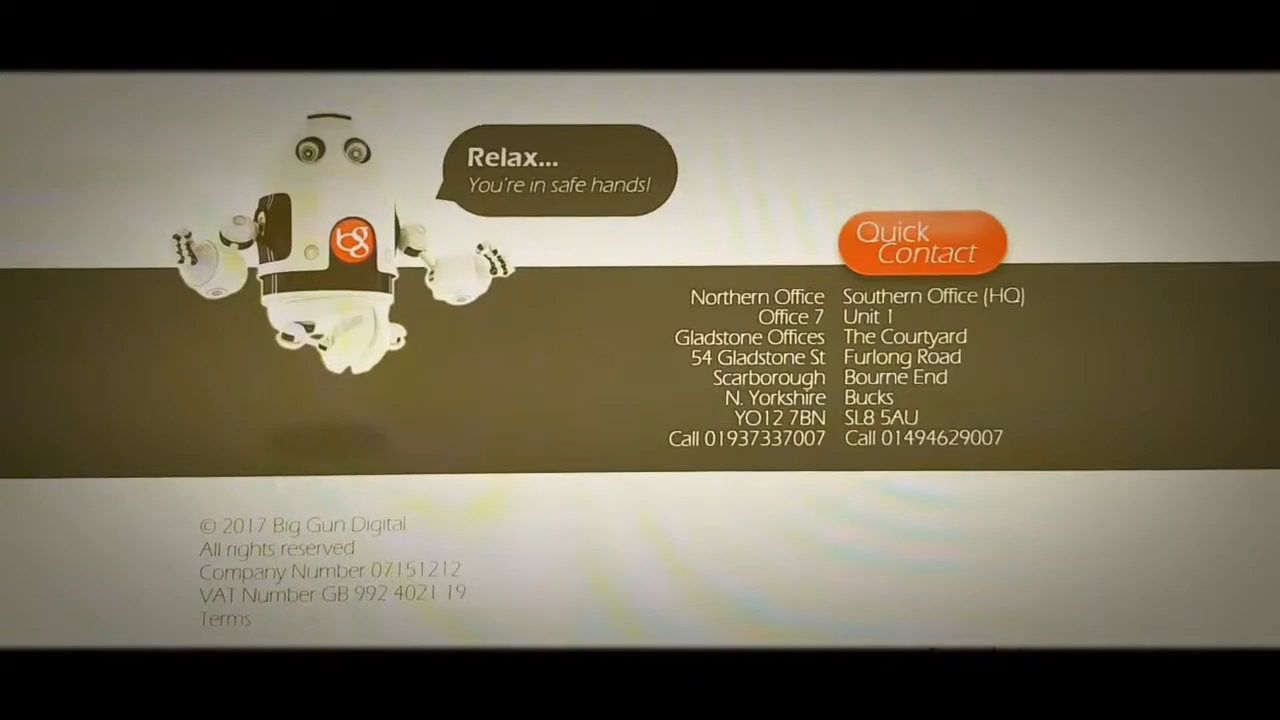 Relax...
You're in safe hands!
bg
Quick
Contact
Northern Office
Office 7
Gladstone Offices
54 Gladstone St
Scarborough
N. Yorkshire
YO12 7BN
Call 01937337007
Southern Office (HQ)
Unit 1
The Courtyard
Furlong Road
Bourne End
Bucks
SL8 5AU
Call 01494629007
© 2017 Big Gun Digital
All rights reserved
Company Number 07151212
VAT Number GB 992 4021 19
Terms